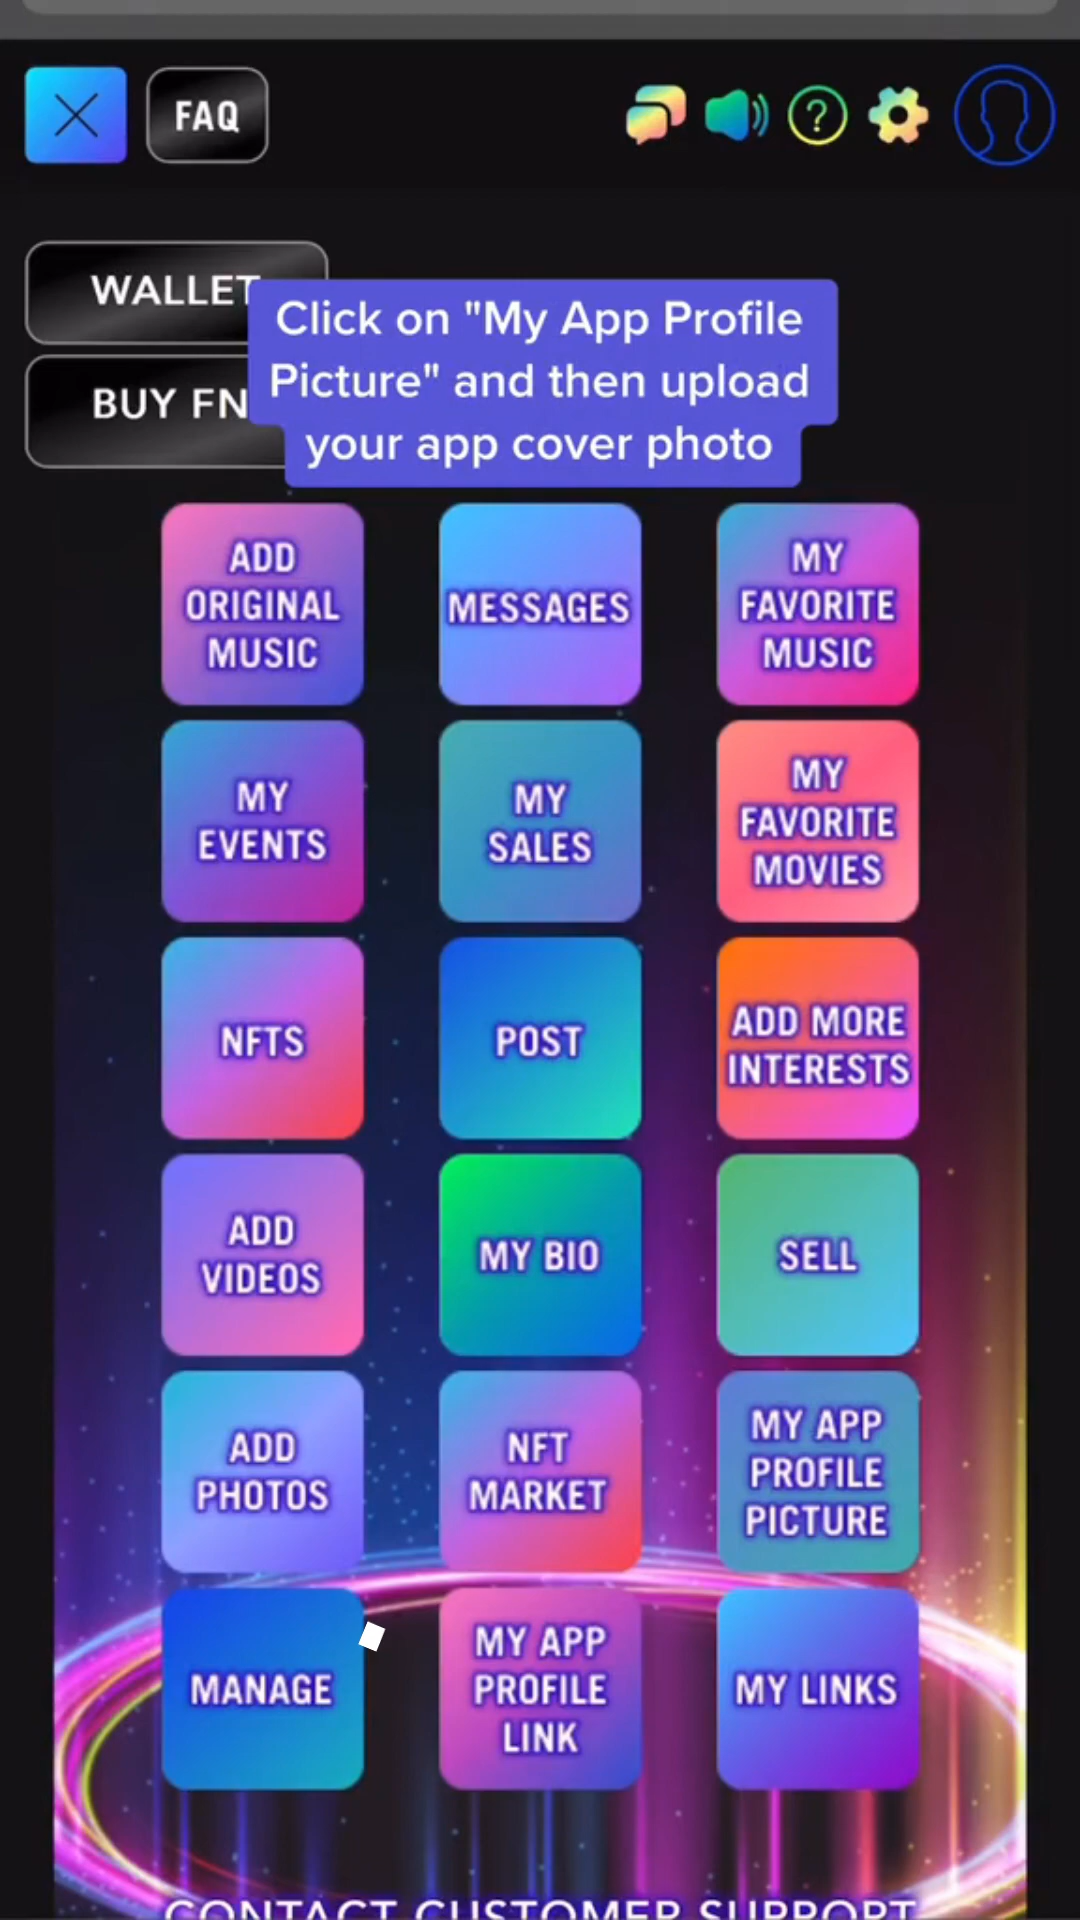 FAQ
?
WALLET
BUY FN
Click on "My App Profile
Picture" and then upload
your app cover photo
ADD
ORIGINAL
MUSIC
MESSAGES
MY
FAVORITE
MUSIC
MY
EVENTS
MY
SALES
MY
FAVORITE
MOVIES
NFTS
POST
ADD MORE
INTERESTS
ADD
VIDEOS
MY BIO
SELL
ADD
PHOTOS
NFT
MARKET
MY APP
PROFILE
PICTURE
MANAGE
MY APP
PROFILE
LINK
MY LINKS
CONTACT CUSTOMER SUPPORT